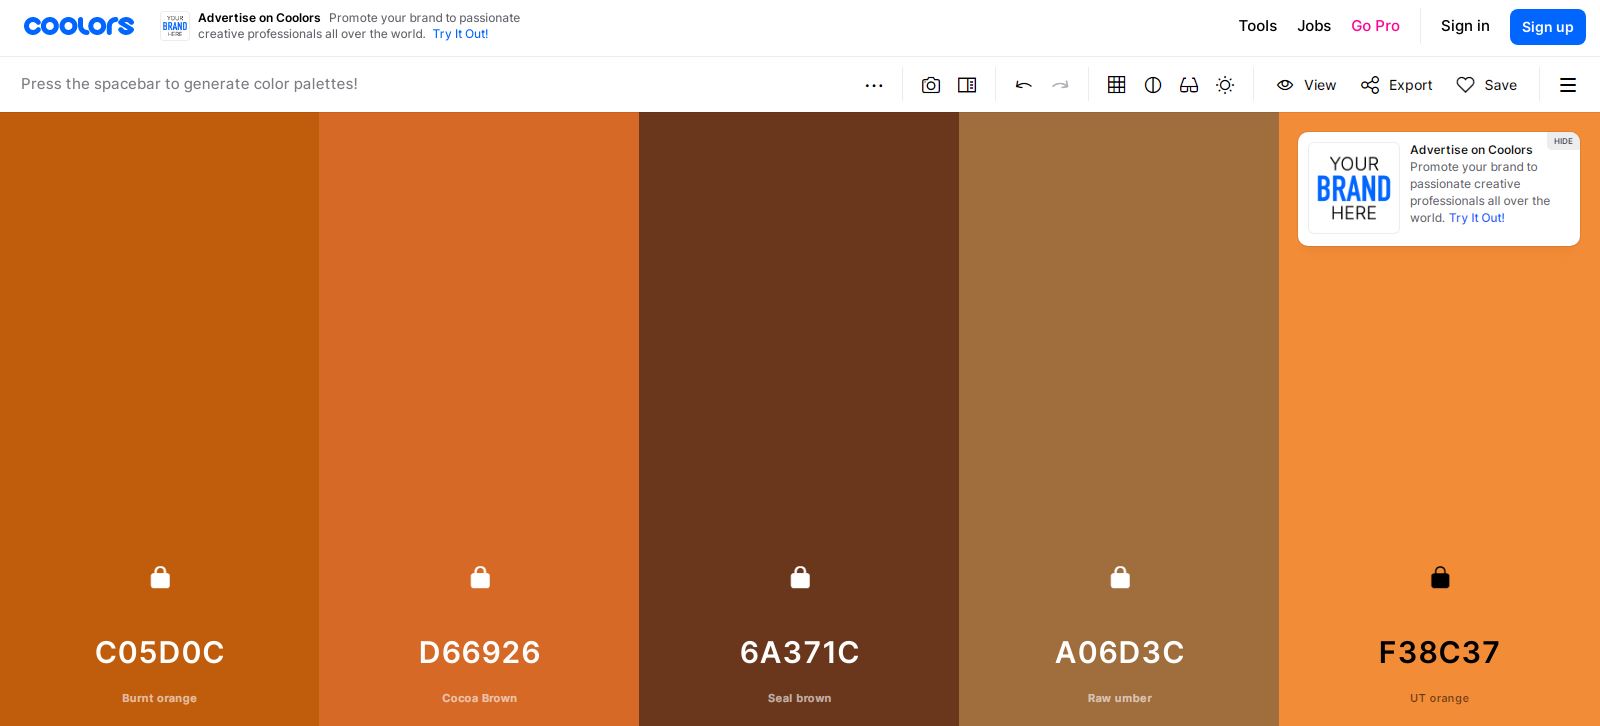 coolors
YOUR
BRAND
HERE
Advertise on Coolors Promote your brand to passionate
creative professionals all over the world. Try It Out!
Tools Jobs Go Pro Sign in Sign up
Press the spacebar to generate color palettes!
View Export Save
HIDE
YOUR
BRAND
HERE
Advertise on Coolors
Promote your brand to
passionate creative
professionals all over the
world. Try It Out!
C05D0C D66926 6A371C A06D3C F38C37
Burnt orange Cocoa Brown Seal brown Raw umber UT orange